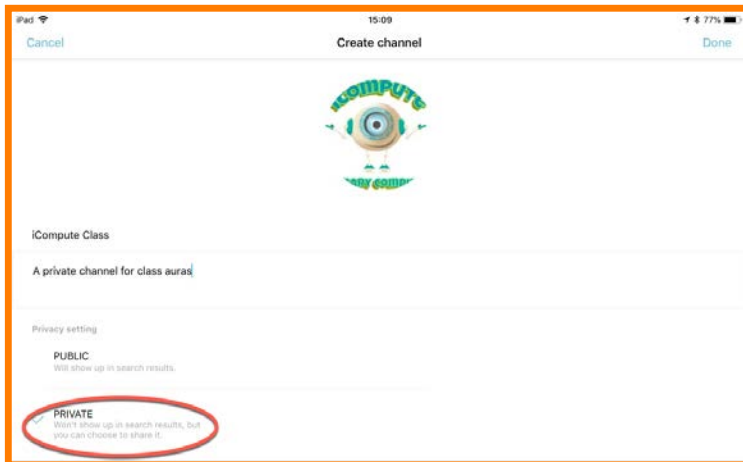 iPad 15:09 77%
Cancel Create channel Done
iCOMPUTE
iCompute Class
A private channel for class auras
Privacy setting
PUBLIC
Will show up in search results.
PRIVATE
Won't show up in search results, but
you can choose to share it.